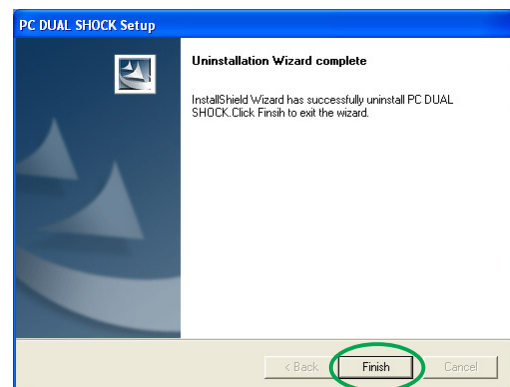 PC DUAL SHOCK Setup
Uninstallation Wizard complete
InstallShield Wizard has successfully uninstall PC DUAL
SHOCK.Click Finsih to exit the wizard.
< Back Finish Cancel